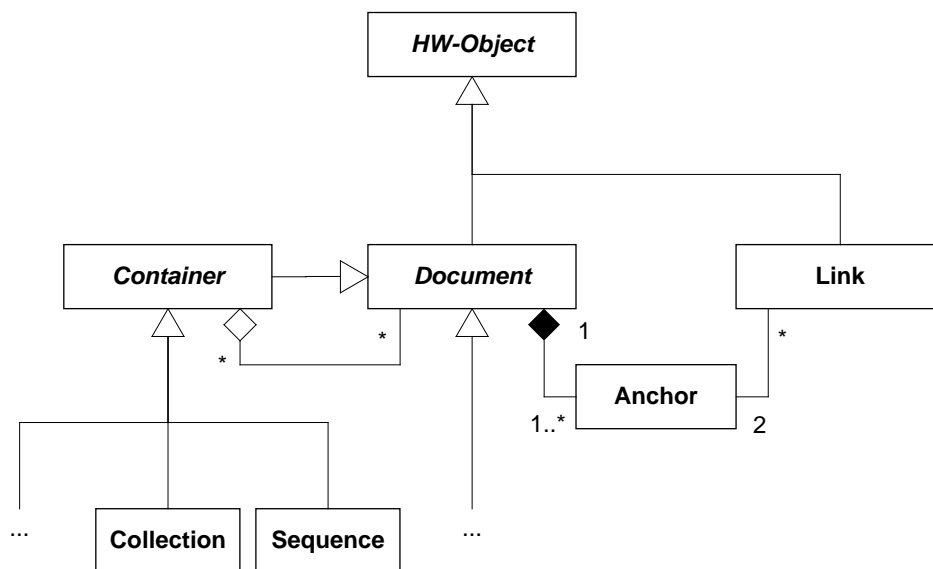 HW-Object
Container
Document
Link
1
*
*
*
Anchor
1..*
2
...
Collection
Sequence
...